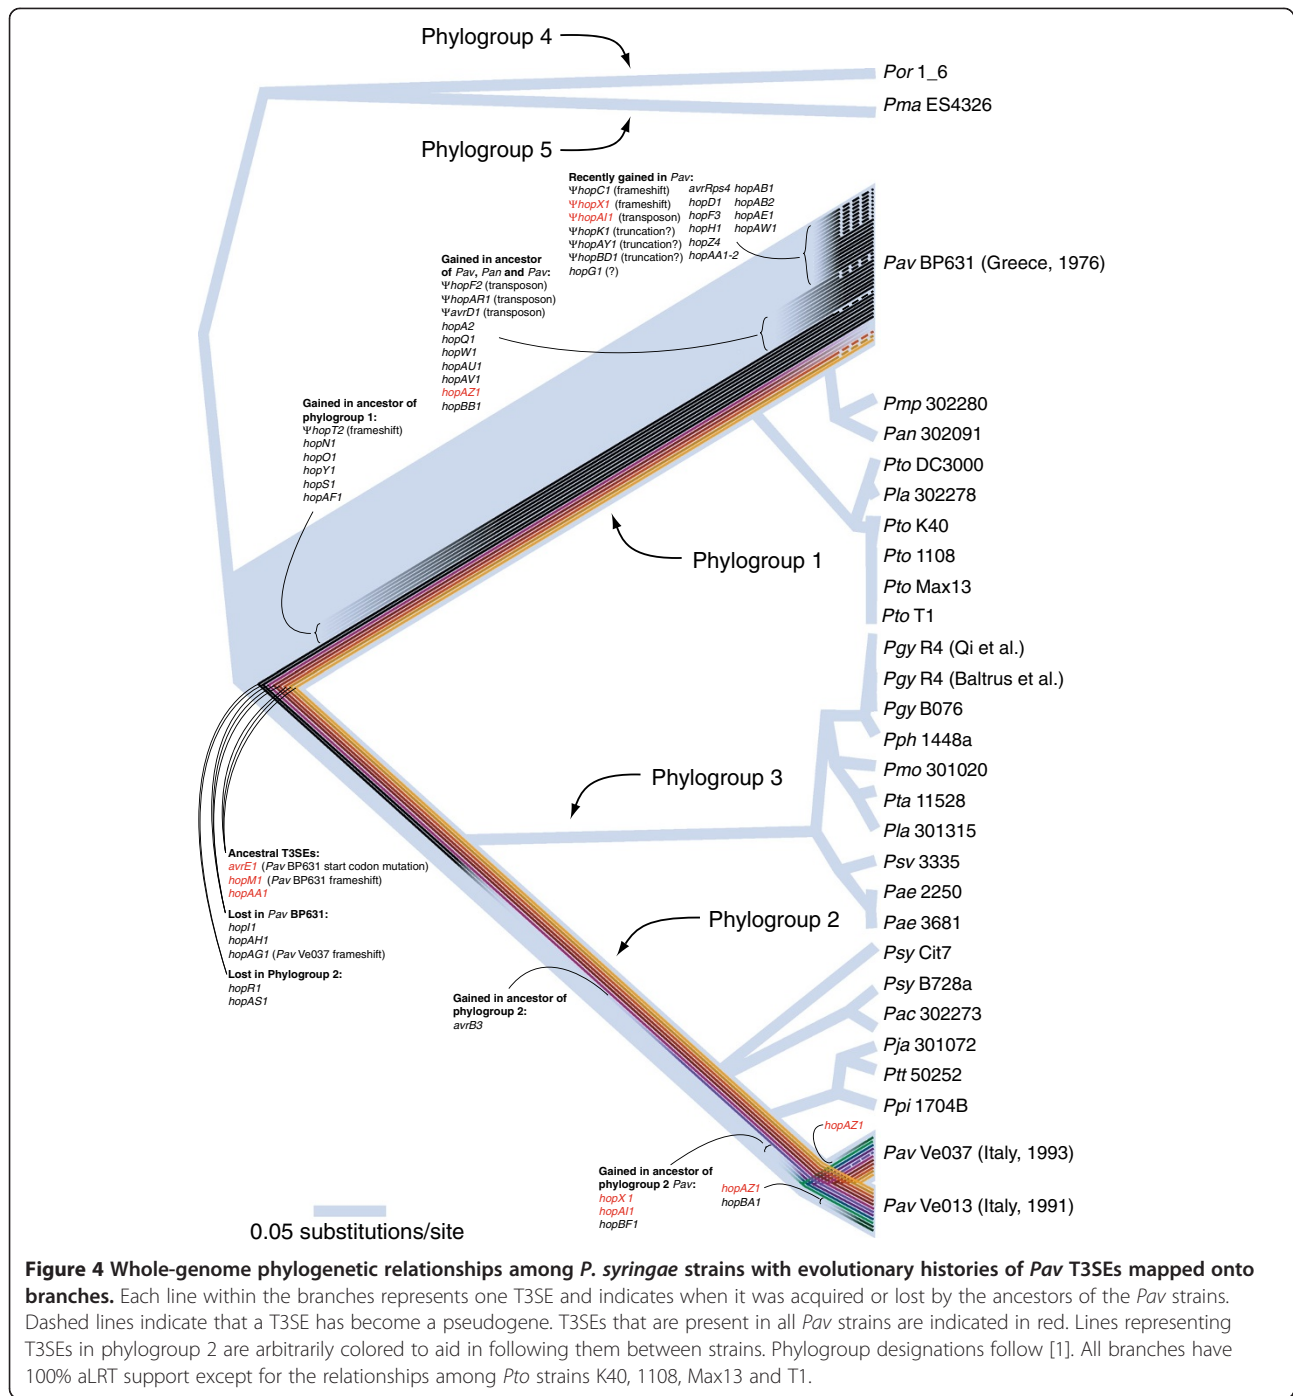 Phylogroup 4
Por 1_6
Pma ES4326
Phylogroup 5
Recently gained in Pav:
ΨhopC1 (frameshift)
ΨhopX1 (frameshift)
ΨhopAI1 (transposon)
ΨhopK1 (truncation?)
ΨhopAY1 (truncation?)
ΨhopBD1 (truncation?)
hopG1 (?)
avrRps4 hopAB1
hopD1 hopAB2
hopF3 hopAE1
hopH1 hopAW1
hopZ4
hopAA1-2
Pav BP631 (Greece, 1976)
Gained in ancestor
of Pav, Pan and Pav:
ΨhopF2 (transposon)
ΨhopAR1 (transposon)
ΨavrD1 (transposon)
hopA2
hopQ1
hopW1
hopAU1
hopAV1
hopAZ1
hopBB1
Gained in ancestor of
phylogroup 1:
ΨhopT2 (frameshift)
hopN1
hopO1
hopY1
hopS1
hopAF1
Phylogroup 1
Pmp 302280
Pan 302091
Pto DC3000
Pla 302278
Pto K40
Pto 1108
Pto Max13
Pto T1
Pgy R4 (Qi et al.)
Pgy R4 (Baltrus et al.)
Pgy B076
Pph 1448a
Pmo 301020
Pta 11528
Pla 301315
Psv 3335
Pae 2250
Pae 3681
Psy Cit7
Psy B728a
Pac 302273
Pja 301072
Ptt 50252
Ppi 1704B
Phylogroup 3
Phylogroup 2
Ancestral T3SEs:
avrE1 (Pav BP631 start codon mutation)
hopM1 (Pav BP631 frameshift)
hopAA1
Lost in Pav BP631:
hopI1
hopAH1
hopAG1 (Pav Ve037 frameshift)
Lost in Phylogroup 2:
hopR1
hopAS1
Gained in ancestor of
phylogroup 2:
avrB3
hopAZ1
Pav Ve037 (Italy, 1993)
Pav Ve013 (Italy, 1991)
Gained in ancestor of
phylogroup 2 Pav:
hopX1
hopAI1
hopBF1
hopAZ1
hopBA1
0.05 substitutions/site
Figure 4 Whole-genome phylogenetic relationships among P. syringae strains with evolutionary histories of Pav T3SEs mapped onto
branches. Each line within the branches represents one T3SE and indicates when it was acquired or lost by the ancestors of the Pav strains.
Dashed lines indicate that a T3SE has become a pseudogene. T3SEs that are present in all Pav strains are indicated in red. Lines representing
T3SEs in phylogroup 2 are arbitrarily colored to aid in following them between strains. Phylogroup designations follow [1]. All branches have
100% aLRT support except for the relationships among Pto strains K40, 1108, Max13 and T1.